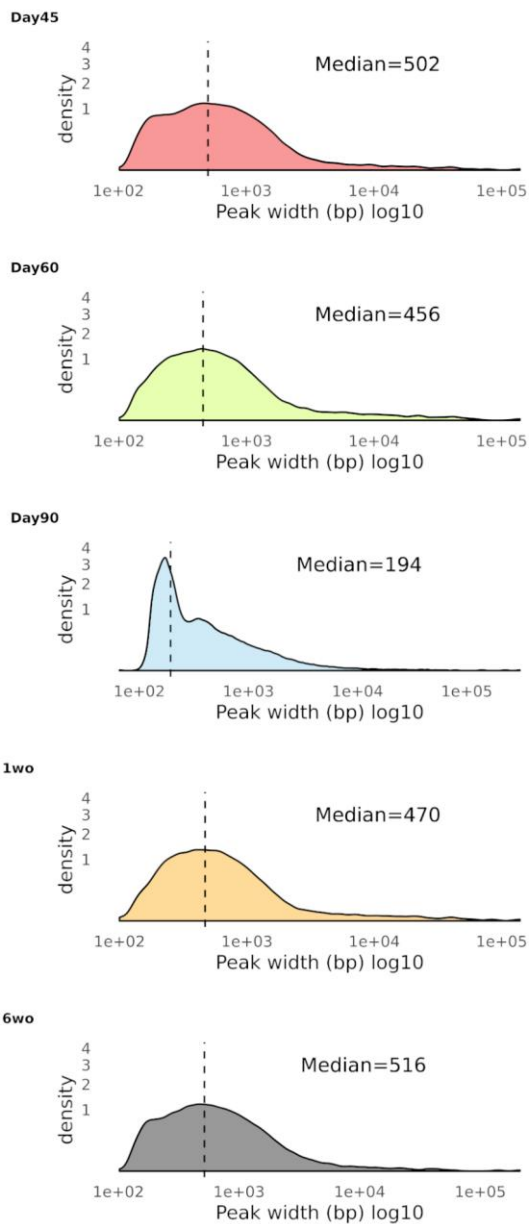 Day45
4
3
2
1
density
Median=502
1e+02 1e+03 1e+04 1e+05
Peak width (bp) log10
Day60
4
3
2
1
density
Median=456
1e+02 1e+03 1e+04 1e+05
Peak width (bp) log10
Day90
4
3
2
1
density
Median=194
1e+02 1e+03 1e+04 1e+05
Peak width (bp) log10
1wo
4
3
2
1
density
Median=470
1e+02 1e+03 1e+04 1e+05
Peak width (bp) log10
6wo
4
3
2
1
density
Median=516
1e+02 1e+03 1e+04 1e+05
Peak width (bp) log10